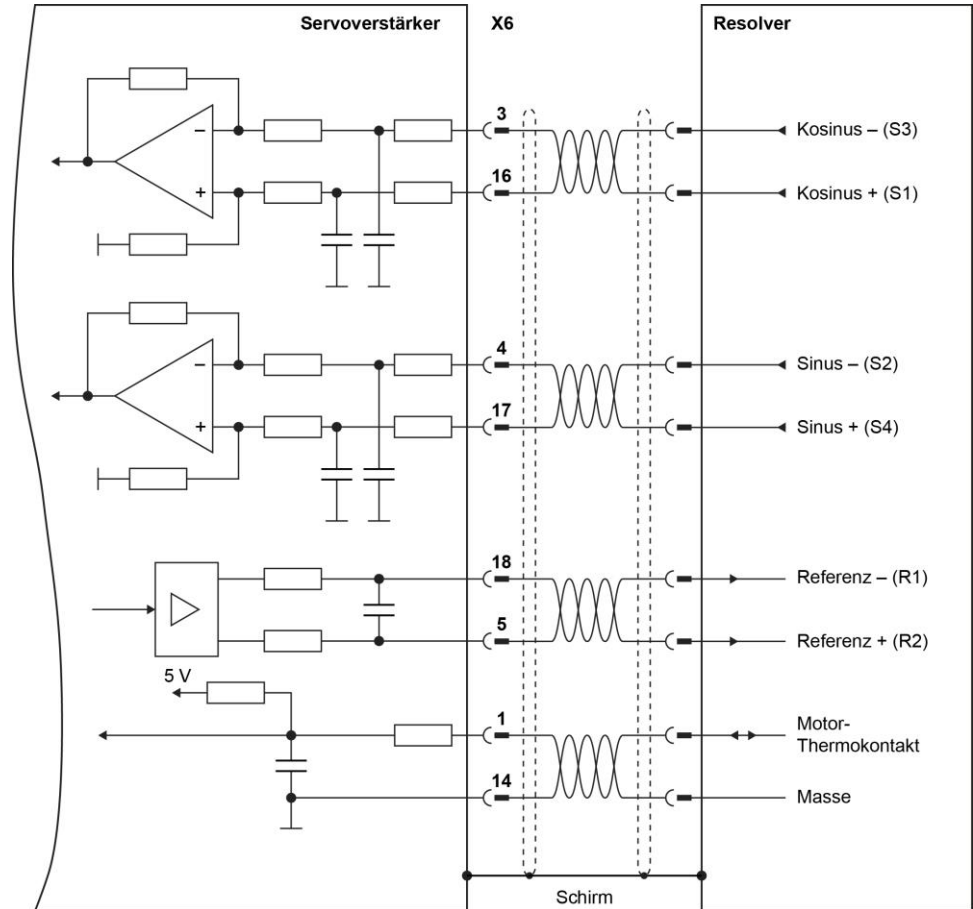 Servoverstärker
X6
Resolver
3
Kosinus – (S3)
–
16
Kosinus + (S1)
+
4
Sinus – (S2)
–
17
Sinus + (S4)
+
18
Referenz – (R1)
5
Referenz + (R2)
5 V
1
Motor-
Thermokontakt
14
Masse
Schirm